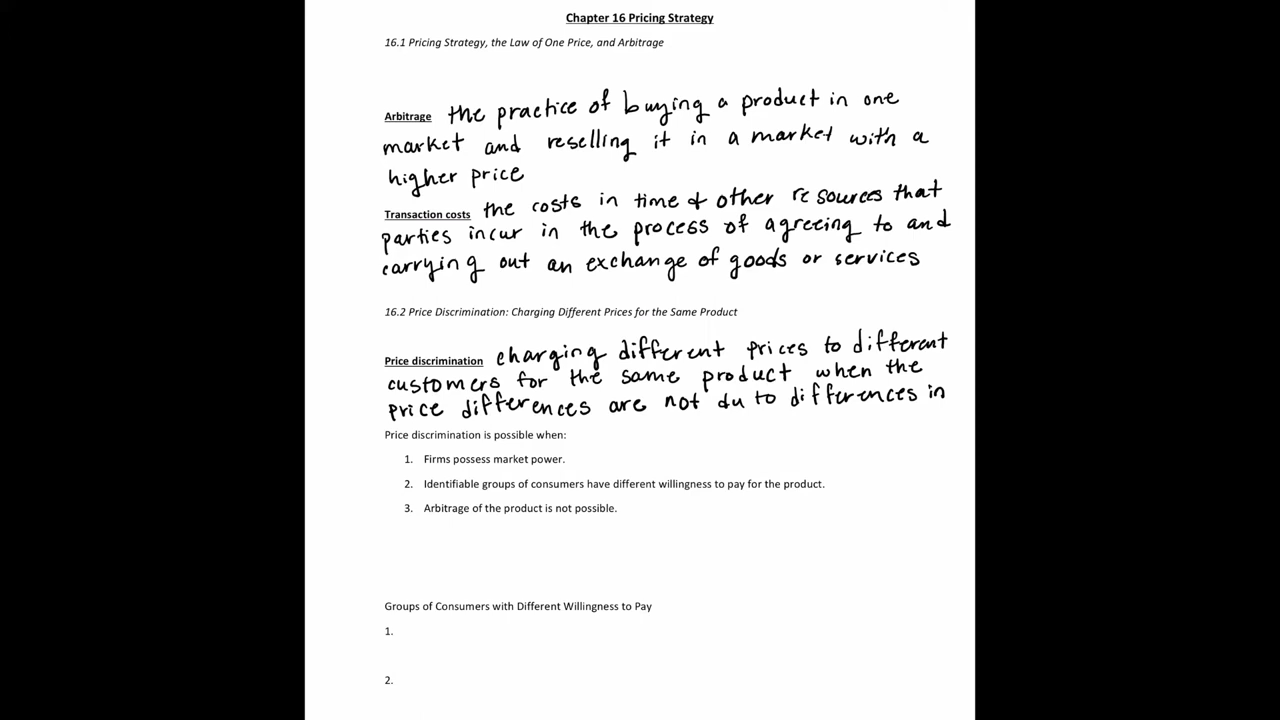 Chapter 16 Pricing Strategy
16.1 Pricing Strategy, the Law of One Price, and Arbitrage
Arbitrage the practice of buying a product in one
market and reselling it in a market with a
higher price
Transaction costs the costs in time & other resources that
parties incur in the process of agreeing to and
carrying out an exchange of goods or services
16.2 Price Discrimination: Charging Different Prices for the Same Product
Price discrimination charging different prices to different
customers for the same product when the
price differences are not du to differences in
Price discrimination is possible when:
1. Firms possess market power.
2. Identifiable groups of consumers have different willingness to pay for the product.
3. Arbitrage of the product is not possible.
Groups of Consumers with Different Willingness to Pay
1.
2.